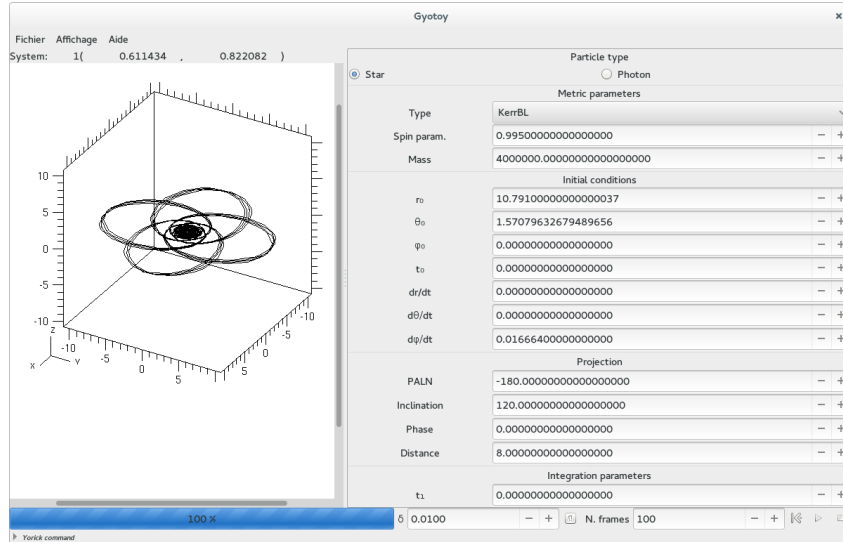 Gyotoy
Fichier Affichage Aide
System: 1( 0.611434 , 0.822082 )
Particle type
Star Photon
Metric parameters
Type KerrBL
Spin param. 0.99500000000000000
Mass 4000000.00000000000000000
Initial conditions
r₀ 10.79100000000000037
θ₀ 1.57079632679489656
φ₀ 0.00000000000000000
t₀ 0.00000000000000000
dr/dt 0.00000000000000000
dθ/dt 0.00000000000000000
dφ/dt 0.01666400000000000
Projection
PALN -180.00000000000000000
Inclination 120.00000000000000000
Phase 0.00000000000000000
Distance 8.00000000000000000
Integration parameters
t₁ 0.00000000000000000
10
5
0
-5
-10
z
x
y
-10 -5 0 5
5 0 -5 -10
100 %
δ 0.0100 N. frames 100
Yorick command